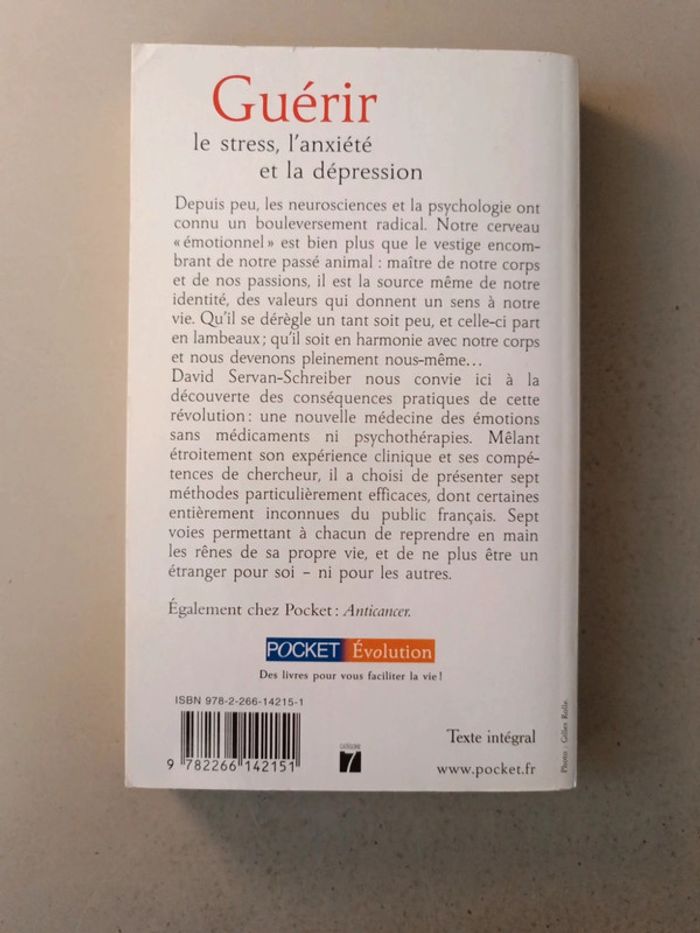 Guérir
le stress, l'anxiété
et la dépression
Depuis peu, les neurosciences et la psychologie ont
connu un bouleversement radical. Notre cerveau
« émotionnel » est bien plus que le vestige encom-
brant de notre passé animal : maître de notre corps
et de nos passions, il est la source même de notre
identité, des valeurs qui donnent un sens à notre
vie. Qu'il se dérègle un tant soit peu, et celle-ci part
en lambeaux ; qu'il soit en harmonie avec notre corps
et nous devenons pleinement nous-même...
David Servan-Schreiber nous convie ici à la
découverte des conséquences pratiques de cette
révolution : une nouvelle médecine des émotions
sans médicaments ni psychothérapies. Mêlant
étroitement son expérience clinique et ses compé-
tences de chercheur, il a choisi de présenter sept
méthodes particulièrement efficaces, dont certaines
entièrement inconnues du public français. Sept
voies permettant à chacun de reprendre en main
les rênes de sa propre vie, et de ne plus être un
étranger pour soi – ni pour les autres.
Également chez Pocket : Anticancer.
POCKET Évolution
Des livres pour vous faciliter la vie !
ISBN 978-2-266-14215-1
9 782266 142151
CATÉGORIE
7
Texte intégral
www.pocket.fr
Photo : Gilles Rolle.